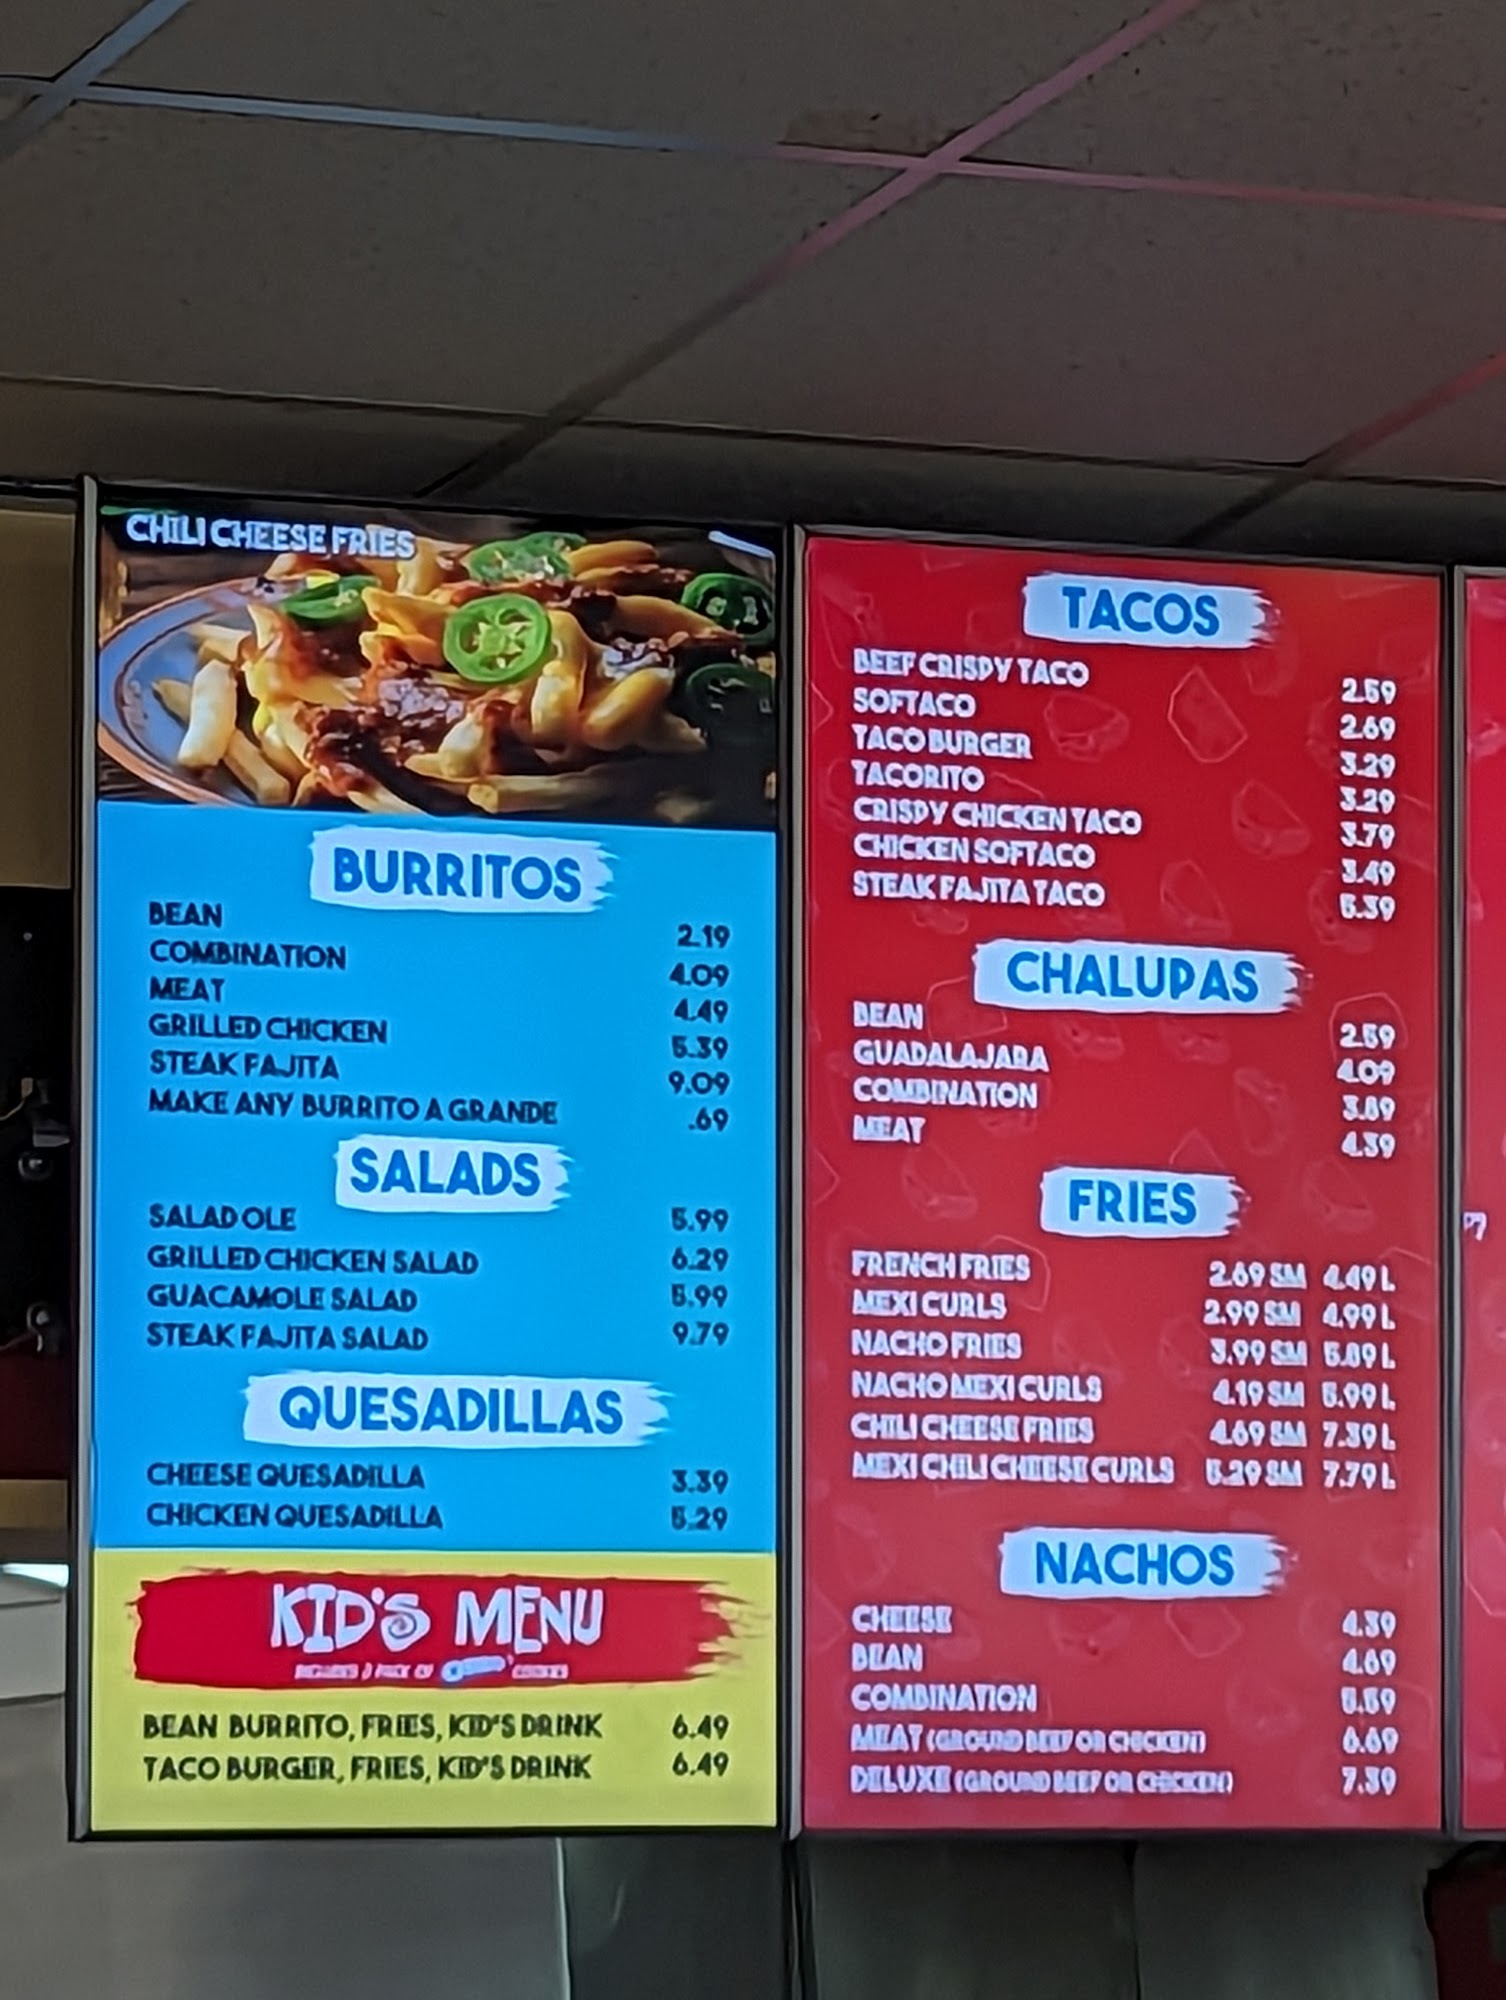 CHILI CHEESE FRIES
BURRITOS
BEAN 2.19
COMBINATION 4.09
MEAT 4.49
GRILLED CHICKEN 5.39
STEAK FAJITA 9.09
MAKE ANY BURRITO A GRANDE .69
SALADS
SALAD OLE 5.99
GRILLED CHICKEN SALAD 6.29
GUACAMOLE SALAD 5.99
STEAK FAJITA SALAD 9.79
QUESADILLAS
CHEESE QUESADILLA 3.39
CHICKEN QUESADILLA 5.29
KID'S MENU
BEAN BURRITO, FRIES, KID'S DRINK 6.49
TACO BURGER, FRIES, KID'S DRINK 6.49
TACOS
BEEF CRISPY TACO 2.59
SOFTACO 2.69
TACO BURGER 3.29
TACORITO 3.29
CRISPY CHICKEN TACO 3.79
CHICKEN SOFTACO 3.49
STEAK FAJITA TACO 5.39
CHALUPAS
BEAN 2.59
GUADALAJARA 4.09
COMBINATION 3.89
MEAT 4.39
FRIES
FRENCH FRIES 2.69 SM 4.49 L
MEXI CURLS 2.99 SM 4.99 L
NACHO FRIES 3.99 SM 5.89 L
NACHO MEXI CURLS 4.19 SM 5.99 L
CHILI CHEESE FRIES 4.69 SM 7.39 L
MEXI CHILI CHEESE CURLS 5.29 SM 7.79 L
NACHOS
CHEESE 4.39
BEAN 4.69
COMBINATION 5.59
MEAT (GROUND BEEF OR CHICKEN) 6.69
DELUXE (GROUND BEEF OR CHICKEN) 7.39